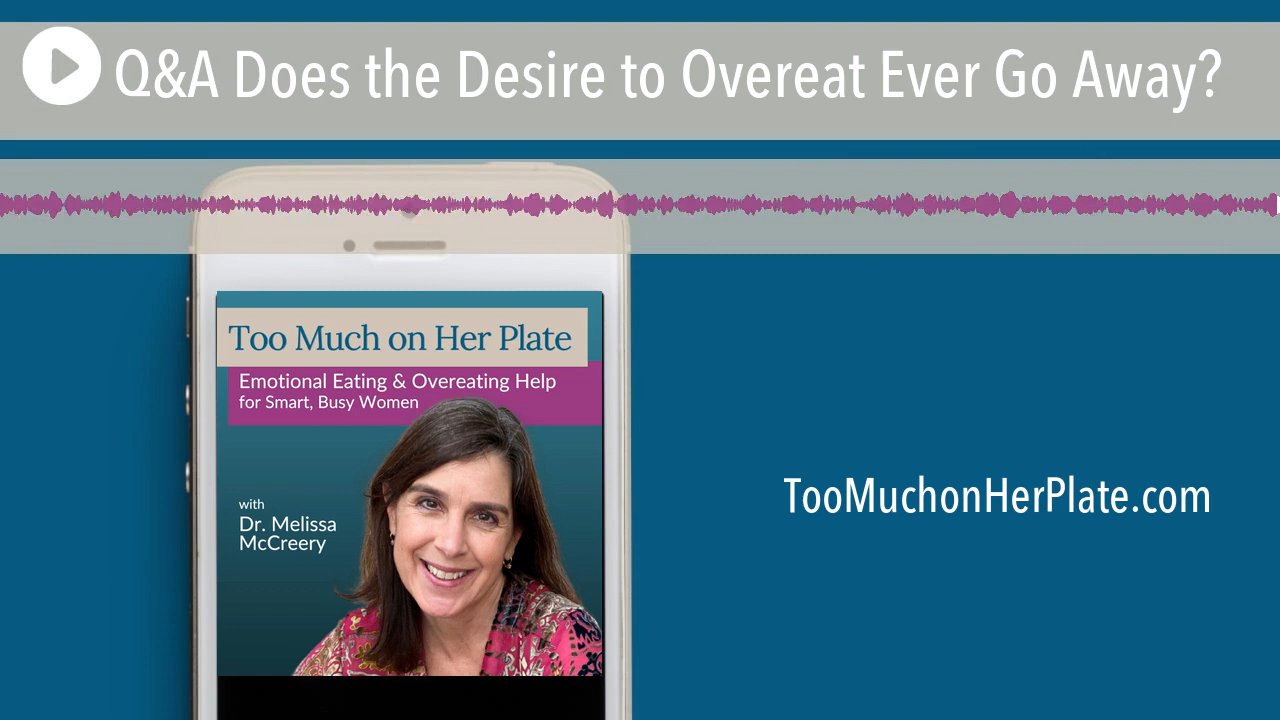 Q&A Does the Desire to Overeat Ever Go Away?
Too Much on Her Plate
Emotional Eating & Overeating Help
for Smart, Busy Women
with
Dr. Melissa
McCreery
TooMuchonHerPlate.com